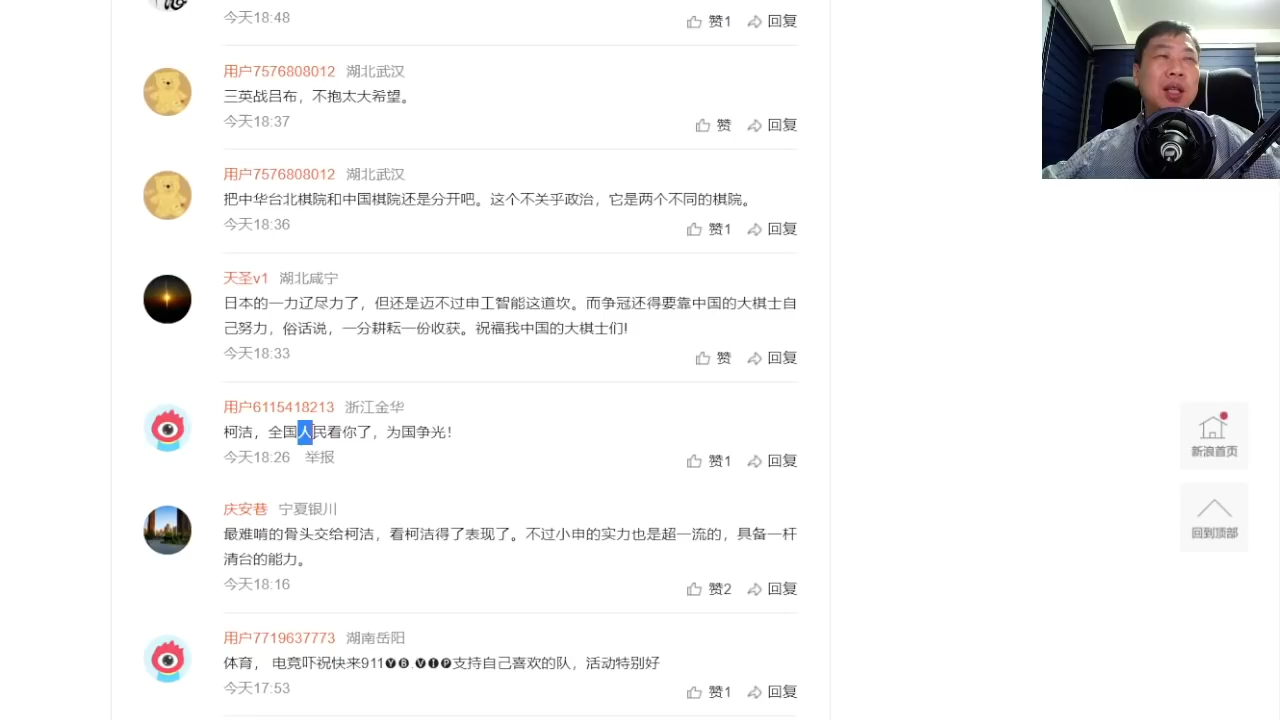 今天18:48
赞1 回复
用户7576808012 湖北武汉
三英战吕布，不抱太大希望。
今天18:37
赞 回复
用户7576808012 湖北武汉
把中华台北棋院和中国棋院还是分开吧。这个不关乎政治，它是两个不同的棋院。
今天18:36
赞1 回复
天圣v1 湖北咸宁
日本的一力辽尽力了，但还是迈不过申工智能这道坎。而争冠还得要靠中国的大棋士自
己努力，俗话说，一分耕耘一份收获。祝福我中国的大棋士们!
今天18:33
赞 回复
用户6115418213 浙江金华
柯洁，全国人民看你了，为国争光！
今天18:26 举报
赞1 回复
庆安巷 宁夏银川
最难啃的骨头交给柯洁，看柯洁得了表现了。不过小申的实力也是超一流的，具备一杆
清台的能力。
今天18:16
赞2 回复
用户7719637773 湖南岳阳
体育， 电竞吓祝快来911🅨🅑.🅥🅘🅟支持自己喜欢的队，活动特别好
今天17:53
赞1 回复
新浪首页
回到顶部